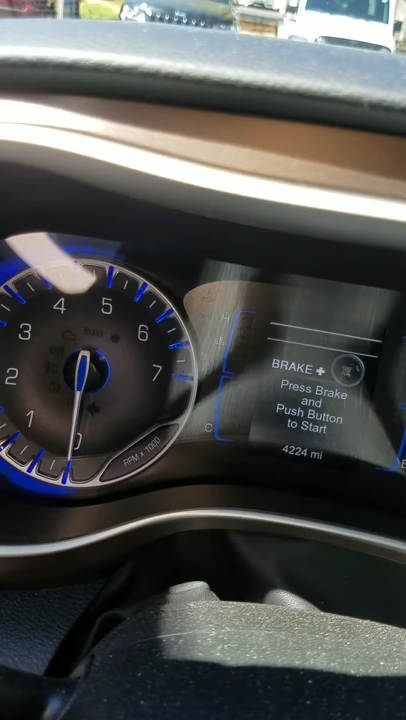 4
5
3
6
2
7
1
0
RPM x 1000
H
C
E
BRAKE +
Press Brake
and
Push Button
to Start
4224 mi